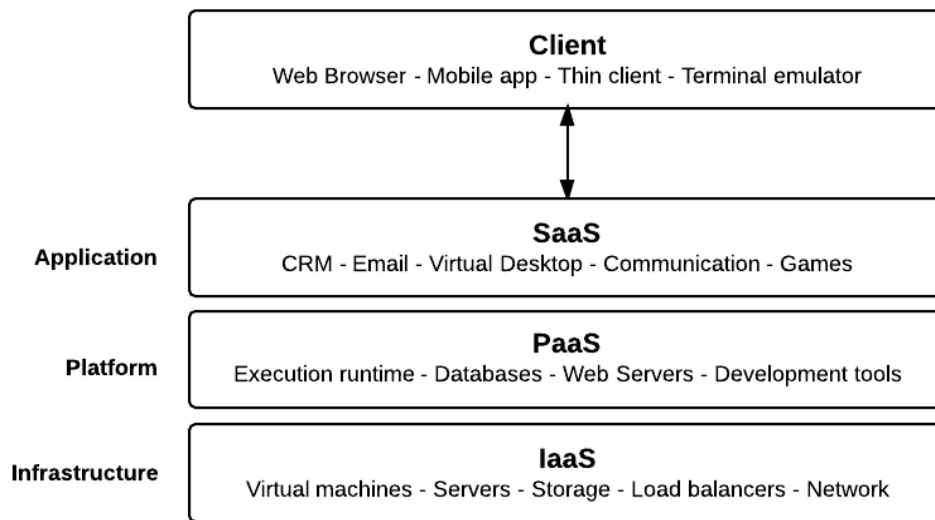 Client
Web Browser - Mobile app - Thin client - Terminal emulator
SaaS
Application
CRM - Email - Virtual Desktop - Communication - Games
PaaS
Platform
Execution runtime - Databases - Web Servers - Development tools
IaaS
Infrastructure
Virtual machines - Servers - Storage - Load balancers - Network